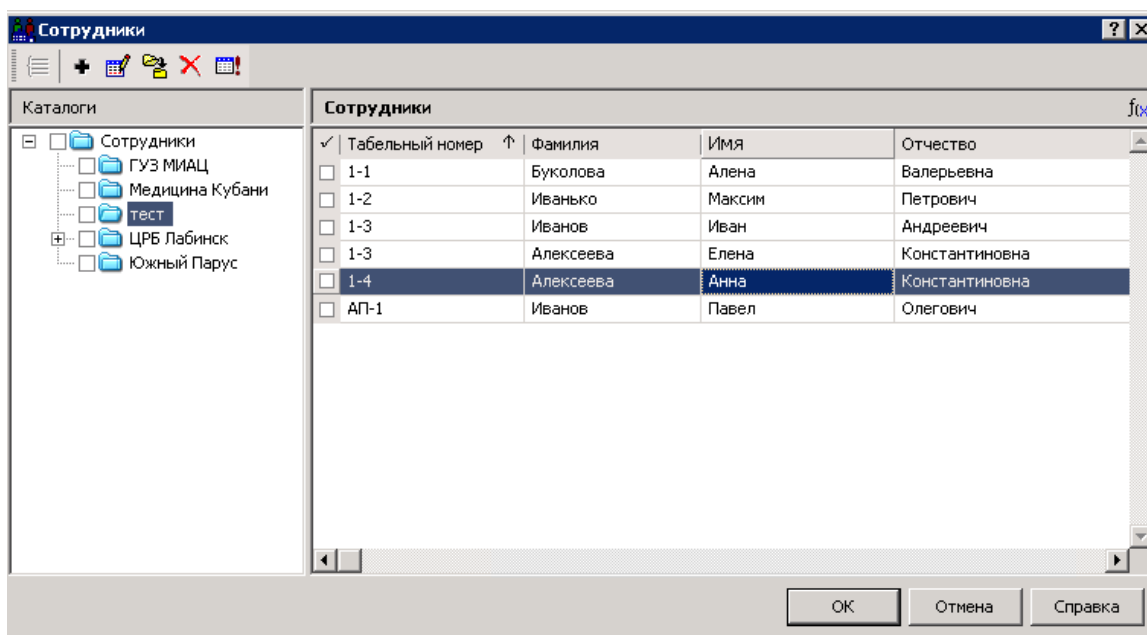 Сотрудники
Каталоги
Сотрудники
ГУЗ МИАЦ
Медицина Кубани
тест
ЦРБ Лабинск
Южный Парус
Сотрудники f(x
✓ Табельный номер ↑ Фамилия Имя Отчество
1-1 Буколова Алена Валерьевна
1-2 Иванько Максим Петрович
1-3 Иванов Иван Андреевич
1-3 Алексеева Елена Константиновна
1-4 Алексеева Анна Константиновна
АП-1 Иванов Павел Олегович
ОК Отмена Справка